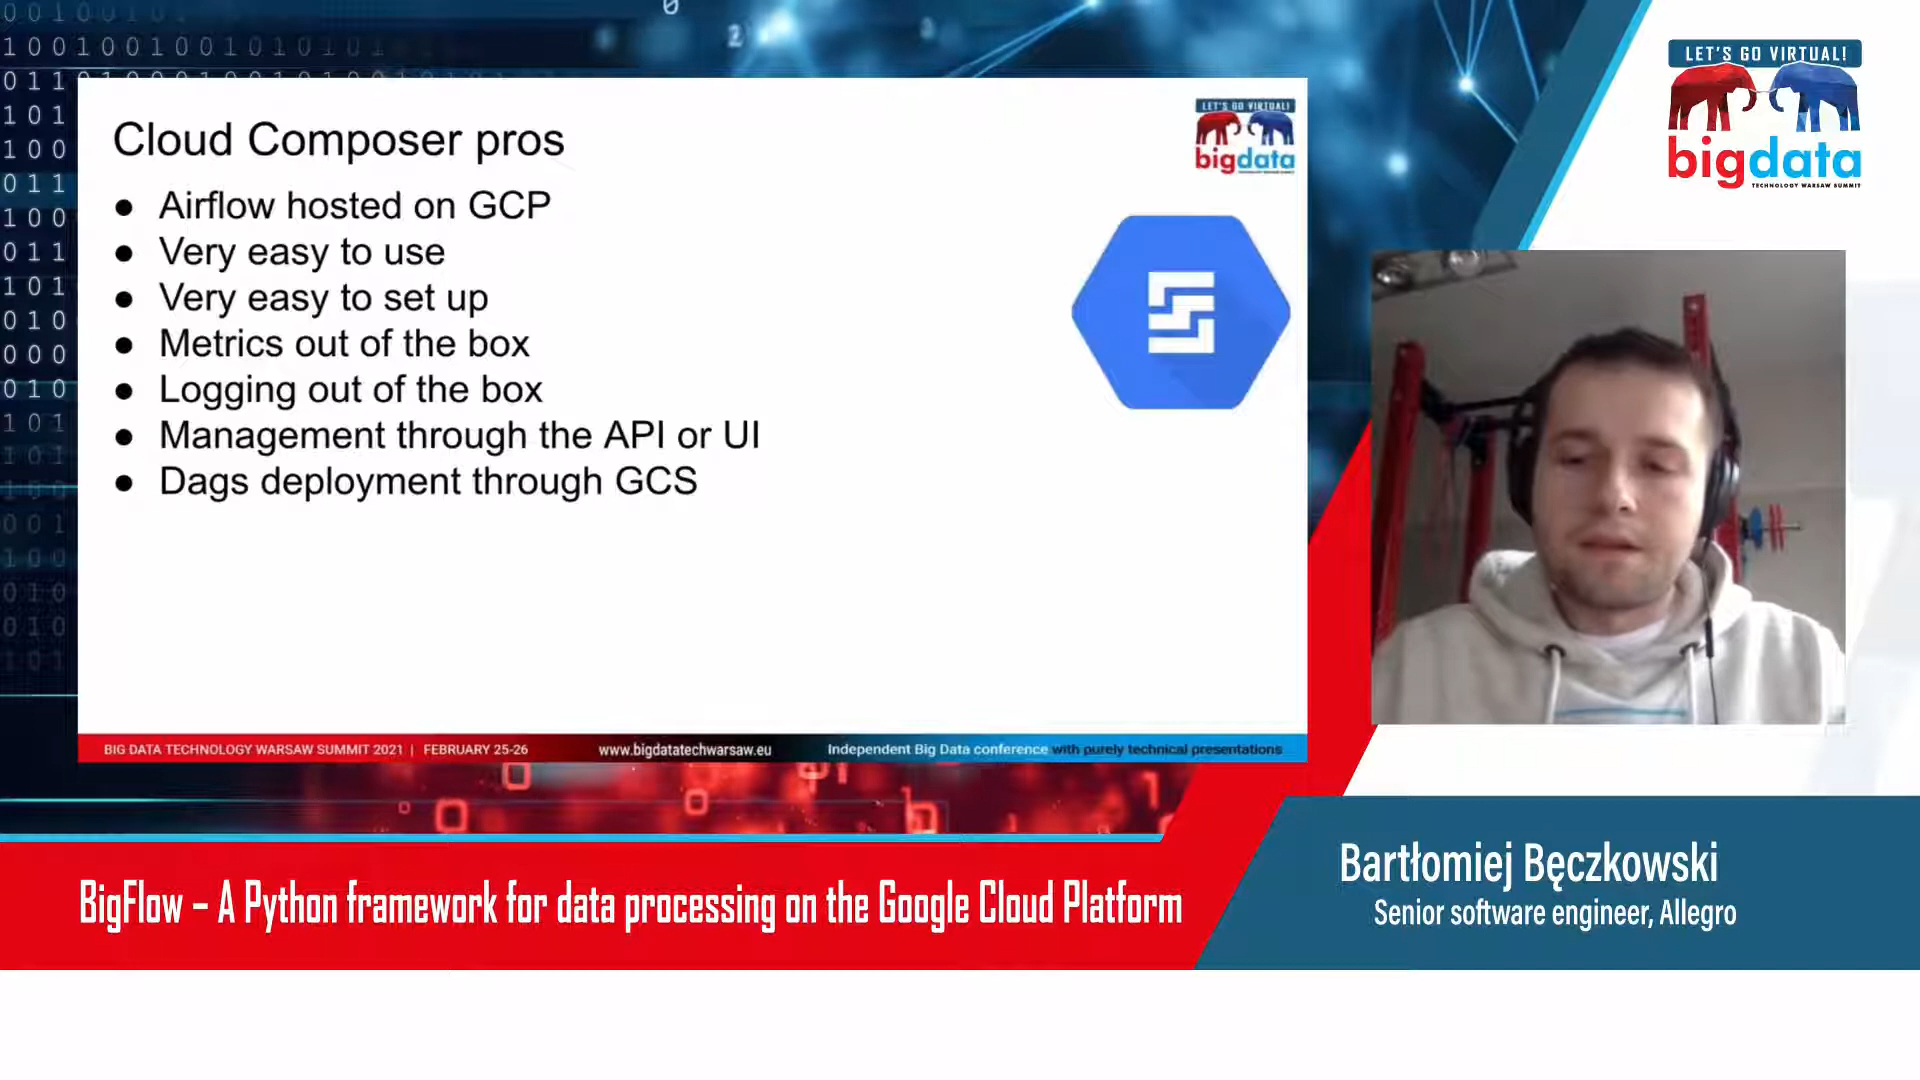 LET'S GO VIRTUAL!
bigdata
TECHNOLOGY WARSAW SUMMIT
Cloud Composer pros
LET'S GO VIRTUAL!
bigdata
TECHNOLOGY WARSAW SUMMIT
● Airflow hosted on GCP
● Very easy to use
● Very easy to set up
● Metrics out of the box
● Logging out of the box
● Management through the API or UI
● Dags deployment through GCS
BIG DATA TECHNOLOGY WARSAW SUMMIT 2021 | FEBRUARY 25-26 www.bigdatatechwarsaw.eu Independent Big Data conference with purely technical presentations
BigFlow – A Python framework for data processing on the Google Cloud Platform
Bartłomiej Bęczkowski
Senior software engineer, Allegro